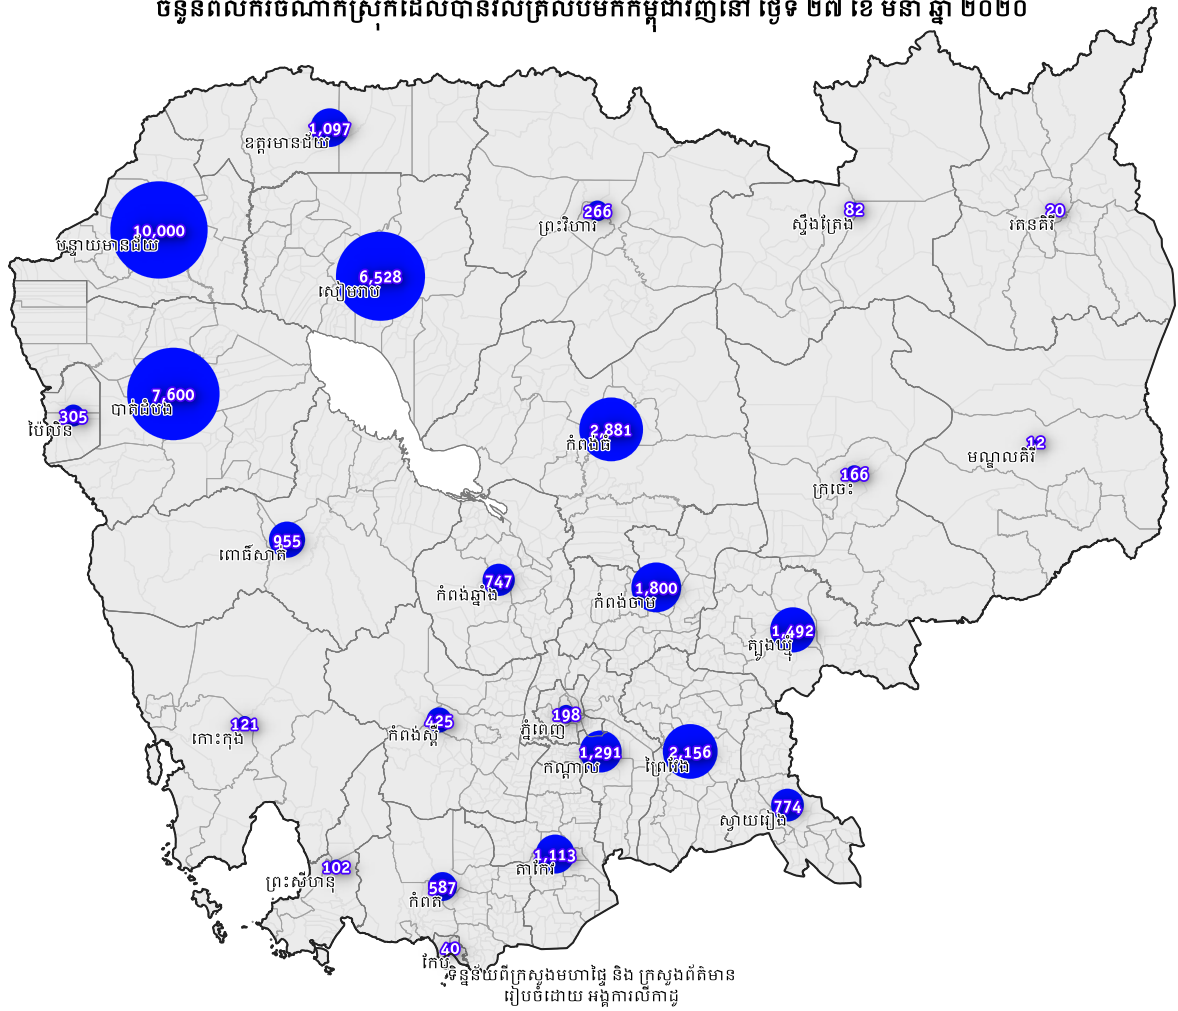 ចំនួនពលករចំណាកស្រុកដែលបានវិលត្រលប់មកកម្ពុជាវិញនៅ ថ្ងៃទី ២៧ ខែ មីនា ឆ្នាំ ២០២០
1,097
ឧត្តរមានជ័យ
10,000
បន្ទាយមានជ័យ
6,528
សៀមរាប
266
ព្រះវិហារ
82
ស្ទឹងត្រែង
20
រតនគិរី
7,600
បាត់ដំបង
305
ប៉ៃលិន
2,881
កំពង់ធំ
12
មណ្ឌលគិរី
166
ក្រចេះ
955
ពោធិ៍សាត់
747
កំពង់ឆ្នាំង
1,800
កំពង់ចាម
1,492
ត្បូងឃ្មុំ
121
កោះកុង
425
កំពង់ស្ពឺ
198
ភ្នំពេញ
1,291
កណ្តាល
2,156
ព្រៃវែង
774
ស្វាយរៀង
1,113
តាកែវ
102
ព្រះសីហនុ
587
កំពត
40
កែប
ទិន្នន័យពីក្រសួងមហាផ្ទៃ និង ក្រសួងព័ត៌មាន
រៀបចំដោយ អង្គការលីកាដូ